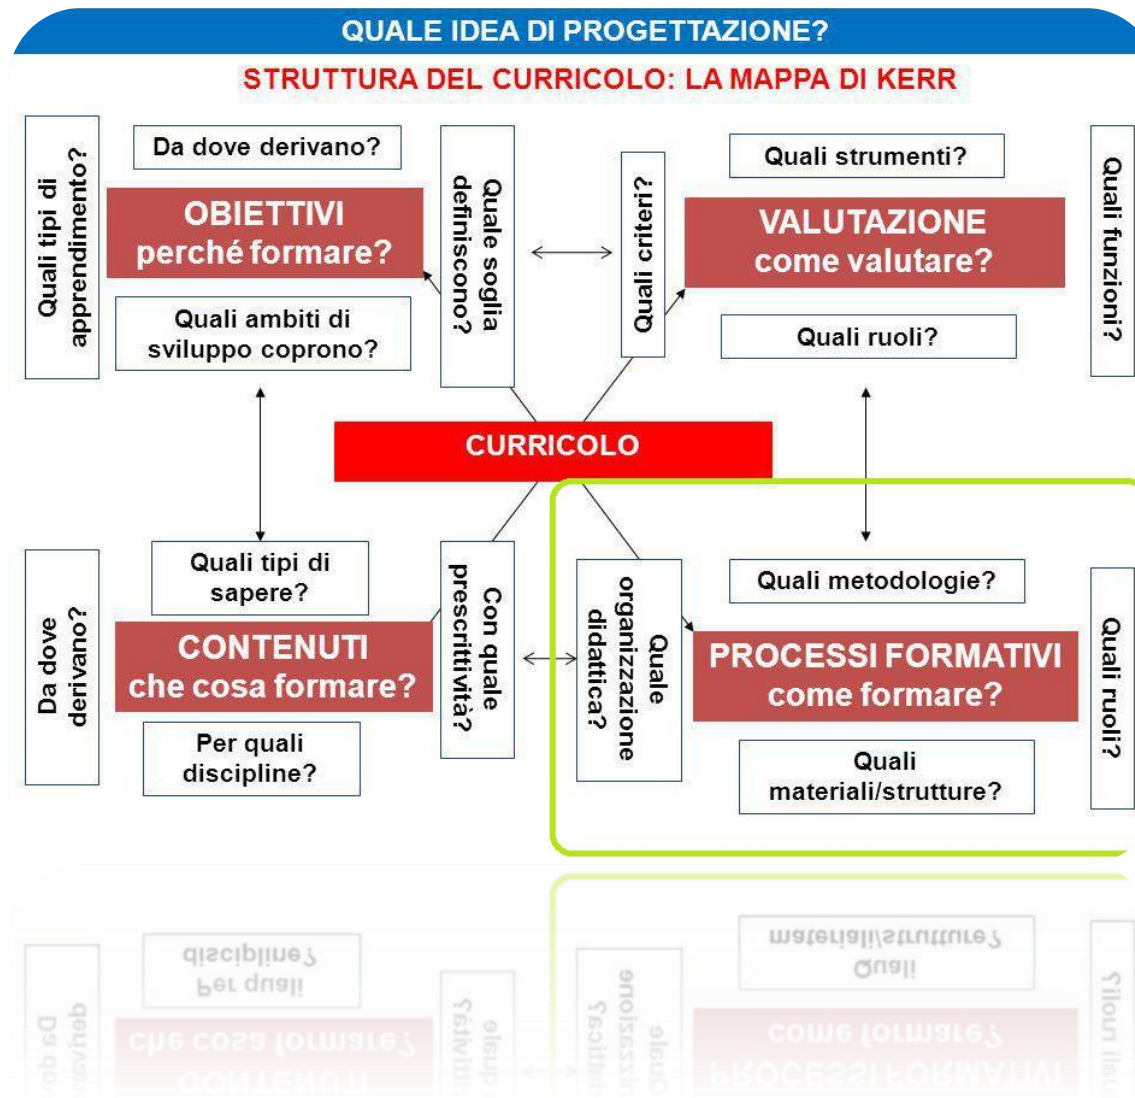 QUALE IDEA DI PROGETTAZIONE?
STRUTTURA DEL CURRICOLO: LA MAPPA DI KERR
Quali tipi di
apprendimento?
Da dove derivano?
OBIETTIVI
perché formare?
Quali ambiti di
sviluppo coprono?
Quale soglia
definiscono?
Quali criteri?
Quali strumenti?
VALUTAZIONE
come valutare?
Quali ruoli?
Quali funzioni?
CURRICOLO
Da dove
derivano?
Quali tipi di
sapere?
CONTENUTI
che cosa formare?
Per quali
discipline?
Con quale
prescrittività?
Quale
organizzazione
didattica?
Quali metodologie?
PROCESSI FORMATIVI
come formare?
Quali
materiali/strutture?
Quali ruoli?